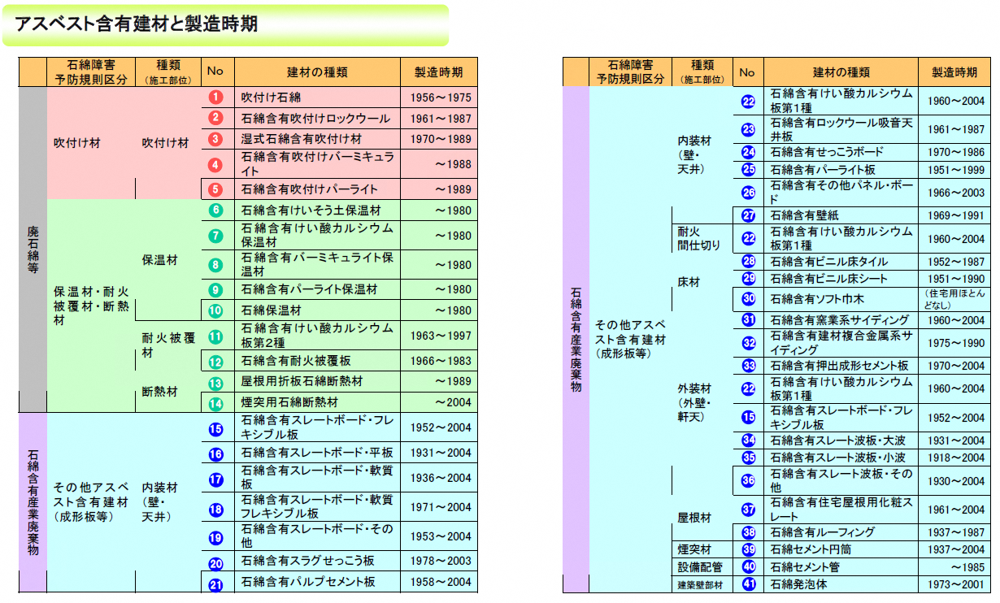 アスベスト含有建材と製造時期
石綿障害
予防規則区分
種類
（施工部位）
No
建材の種類
製造時期
廃石綿等
吹付け材
吹付け材
1
吹付け石綿
1956～1975
2
石綿含有吹付けロックウール
1961～1987
3
湿式石綿含有吹付け材
1970～1989
4
石綿含有吹付けバーミキュラ
イト
～1988
5
石綿含有吹付けパーライト
～1989
保温材・耐火
被覆材・断熱
材
保温材
6
石綿含有けいそう土保温材
～1980
7
石綿含有けい酸カルシウム
保温材
～1980
8
石綿含有バーミキュライト保
温材
～1980
9
石綿含有パーライト保温材
～1980
10
石綿保温材
～1980
耐火被覆
材
11
石綿含有けい酸カルシウム
板第２種
1963～1997
12
石綿含有耐火被覆板
1966～1983
断熱材
13
屋根用折板石綿断熱材
～1989
14
煙突用石綿断熱材
～2004
石綿含有産業廃棄物
その他アスベ
スト含有建材
（成形板等）
内装材
（壁・
天井）
15
石綿含有スレートボード・フレ
キシブル板
1952～2004
16
石綿含有スレートボード・平板
1931～2004
17
石綿含有スレートボード・軟質
板
1936～2004
18
石綿含有スレートボード・軟質
フレキシブル板
1971～2004
19
石綿含有スレートボード・その
他
1953～2004
20
石綿含有スラグせっこう板
1978～2003
21
石綿含有パルプセメント板
1958～2004
石綿障害
予防規則区分
種類
（施工部位）
No
建材の種類
製造時期
石綿含有産業廃棄物
その他アスベ
スト含有建材
（成形板等）
内装材
（壁・
天井）
22
石綿含有けい酸カルシウム
板第１種
1960～2004
23
石綿含有ロックウール吸音天
井板
1961～1987
24
石綿含有せっこうボード
1970～1986
25
石綿含有パーライト板
1951～1999
26
石綿含有その他パネル・ボー
ド
1966～2003
27
石綿含有壁紙
1969～1991
耐火
間仕切り
22
石綿含有けい酸カルシウム
板第１種
1960～2004
床材
28
石綿含有ビニル床タイル
1952～1987
29
石綿含有ビニル床シート
1951～1990
30
石綿含有ソフト巾木
（住宅用ほとん
どなし）
外装材
（外壁・
軒天）
31
石綿含有窯業系サイディング
1960～2004
32
石綿含有建材複合金属系サ
イディング
1975～1990
33
石綿含有押出成形セメント板
1970～2004
22
石綿含有けい酸カルシウム
板第１種
1960～2004
15
石綿含有スレートボード・フレ
キシブル板
1952～2004
34
石綿含有スレート波板・大波
1931～2004
35
石綿含有スレート波板・小波
1918～2004
36
石綿含有スレート波板・その
他
1930～2004
屋根材
37
石綿含有住宅屋根用化粧ス
レート
1961～2004
38
石綿含有ルーフィング
1937～1987
煙突材
39
石綿セメント円筒
1937～2004
設備配管
40
石綿セメント管
～1985
建築壁部材
41
石綿発泡体
1973～2001